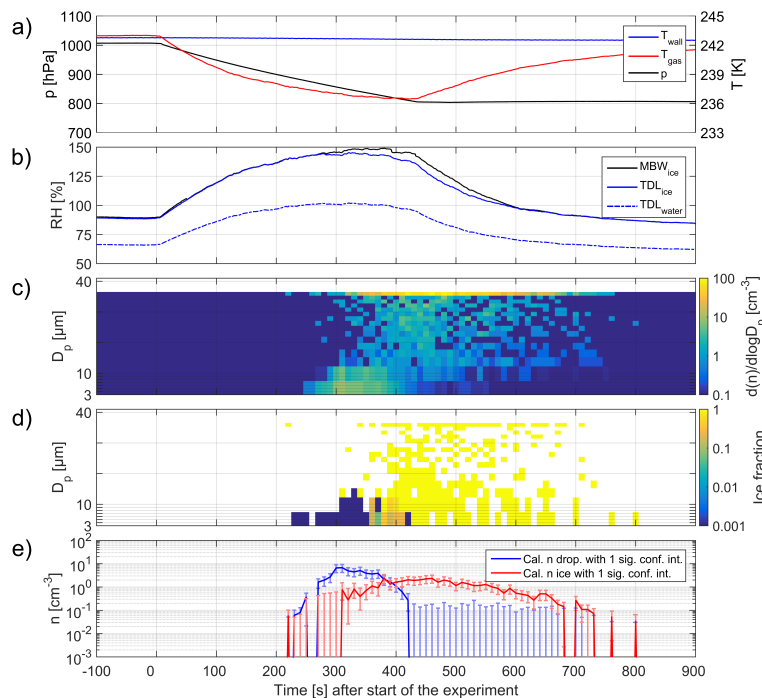 a)
1100
1000
900
800
700
p [hPa]
245
242
239
236
233
T [K]
T_wall
T_gas
p
b)
150
125
100
75
50
RH [%]
MBW_ice
TDL_ice
TDL_water
c)
40
10
3
D_p [µm]
100
10
1
0.1
d(n)/dlogD_p [cm^-3]
d)
40
10
3
D_p [µm]
1
0.1
0.01
0.001
Ice fraction
e)
10^2
10^1
10^0
10^-1
10^-2
10^-3
n [cm^-3]
Cal. n drop. with 1 sig. conf. int.
Cal. n ice with 1 sig. conf. int.
-100 0 100 200 300 400 500 600 700 800 900
Time [s] after start of the experiment